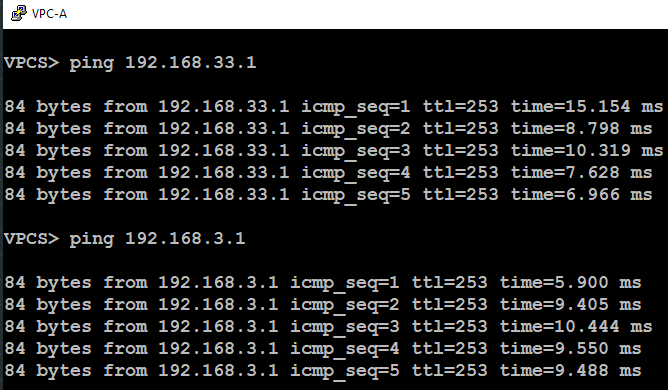 VPC-A
VPCS> ping 192.168.33.1
84 bytes from 192.168.33.1 icmp_seq=1 ttl=253 time=15.154 ms
84 bytes from 192.168.33.1 icmp_seq=2 ttl=253 time=8.798 ms
84 bytes from 192.168.33.1 icmp_seq=3 ttl=253 time=10.319 ms
84 bytes from 192.168.33.1 icmp_seq=4 ttl=253 time=7.628 ms
84 bytes from 192.168.33.1 icmp_seq=5 ttl=253 time=6.966 ms
VPCS> ping 192.168.3.1
84 bytes from 192.168.3.1 icmp_seq=1 ttl=253 time=5.900 ms
84 bytes from 192.168.3.1 icmp_seq=2 ttl=253 time=9.405 ms
84 bytes from 192.168.3.1 icmp_seq=3 ttl=253 time=10.444 ms
84 bytes from 192.168.3.1 icmp_seq=4 ttl=253 time=9.550 ms
84 bytes from 192.168.3.1 icmp_seq=5 ttl=253 time=9.488 ms